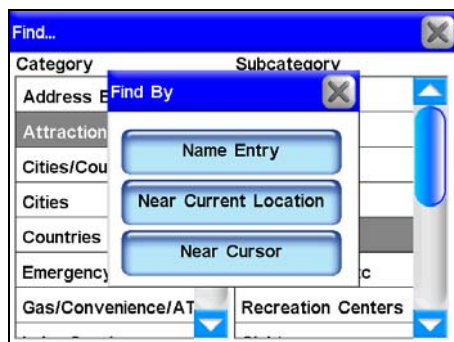 Find...
Category Subcategory
Find By
Address
Attraction
Name Entry
Cities/Cou
Cities
Near Current Location
Countries
Near Cursor
Emergency
Gas/Convenience/AT
Recreation Centers